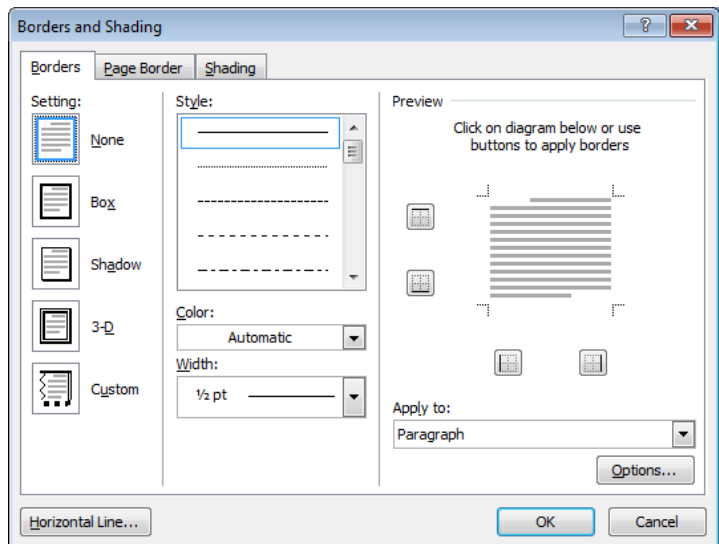 Borders and Shading
Borders
Page Border
Shading
Setting:
None
Box
Shadow
3-D
Custom
Style:
Color:
Automatic
Width:
½ pt
Preview
Click on diagram below or use
buttons to apply borders
Apply to:
Paragraph
Options...
Horizontal Line...
OK
Cancel